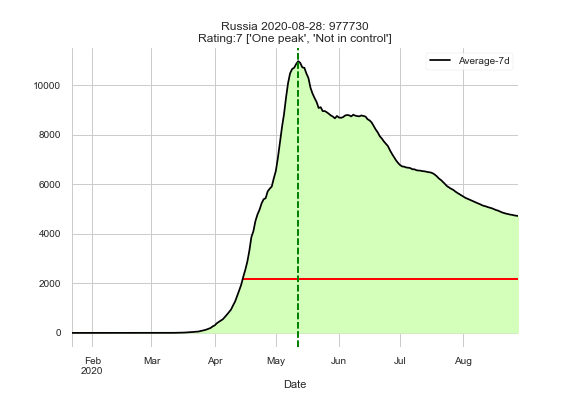 Russia 2020-08-28: 977730
Rating:7 ['One peak', 'Not in control']
Average-7d
10000
8000
6000
4000
2000
0
Feb Mar Apr May Jun Jul Aug
2020
Date